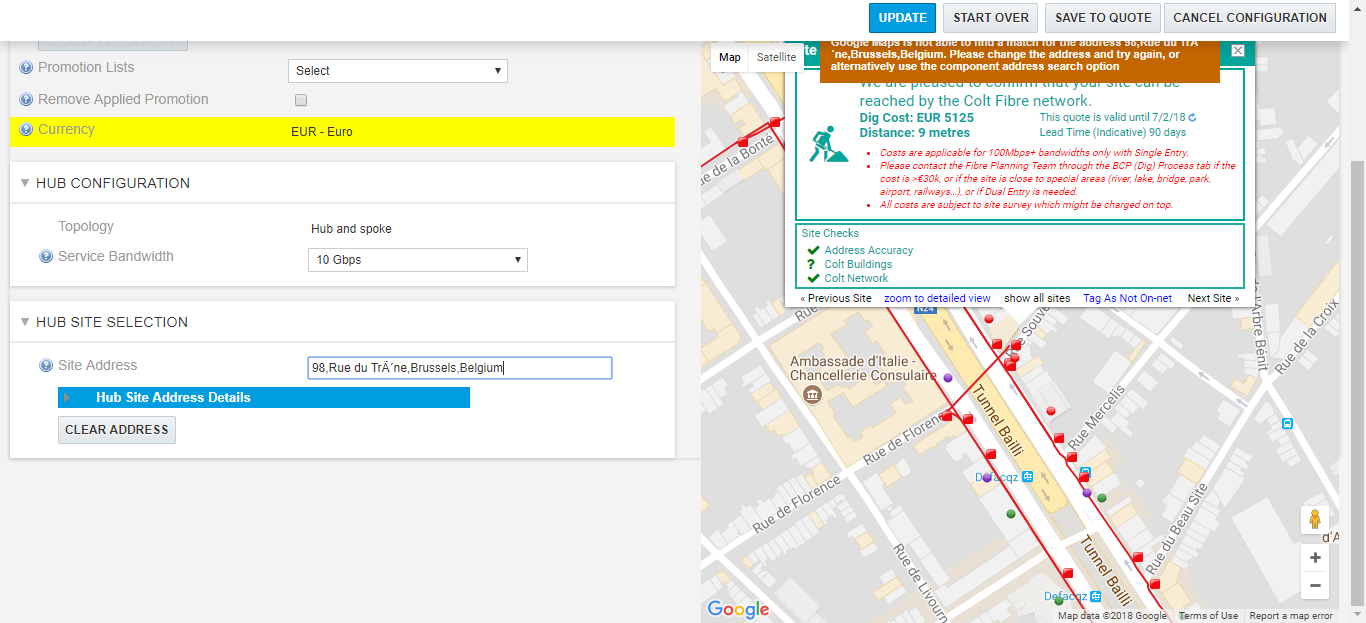 UPDATE
START OVER
SAVE TO QUOTE
CANCEL CONFIGURATION
Promotion Lists
Select
Remove Applied Promotion
Currency
EUR - Euro
HUB CONFIGURATION
Topology
Hub and spoke
Service Bandwidth
10 Gbps
HUB SITE SELECTION
Site Address
98,Rue du TrÄ´ne,Brussels,Belgium
Hub Site Address Details
CLEAR ADDRESS
Map
Satellite
Google Maps is not able to find a match for the address 98,Rue du TrÄ
´ne,Brussels,Belgium. Please change the address and try again, or
alternatively use the component address search option
We are pleased to confirm that your site can be
reached by the Colt Fibre network.
Dig Cost: EUR 5125
This quote is valid until 7/2/18
Distance: 9 metres
Lead Time (Indicative) 90 days
Costs are applicable for 100Mbps+ bandwidths only with Single Entry.
Please contact the Fibre Planning Team through the BCP (Dig) Process tab if the
cost is >€30k, or if the site is close to special areas (river, lake, bridge, park,
airport, railways...), or if Dual Entry is needed.
All costs are subject to site survey which might be charged on top.
Site Checks
Address Accuracy
? Colt Buildings
Colt Network
« Previous Site
zoom to detailed view
show all sites
Tag As Not On-net
Next Site »
Rue de la Bonté
N24
Ambassade d'Italie -
Chancellerie Consulaire
Tunnel Bailli
Rue Mercelis
Rue de la Croix
de l'Arbre Bénit
Rue de Florence
Defacqz
Rue de Florence
Rue du Beau Site
Rue de Livourn
Tunnel Bailli
Defacqz
d'A
Google
Map data ©2018 Google
Terms of Use
Report a map error